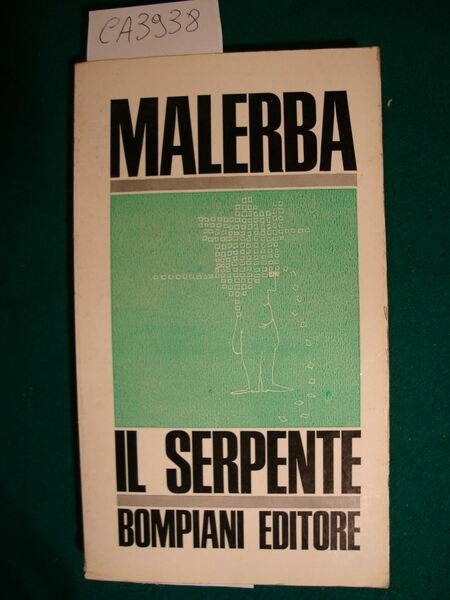 CA3938
MALERBA
IL SERPENTE
BOMPIANI EDITORE